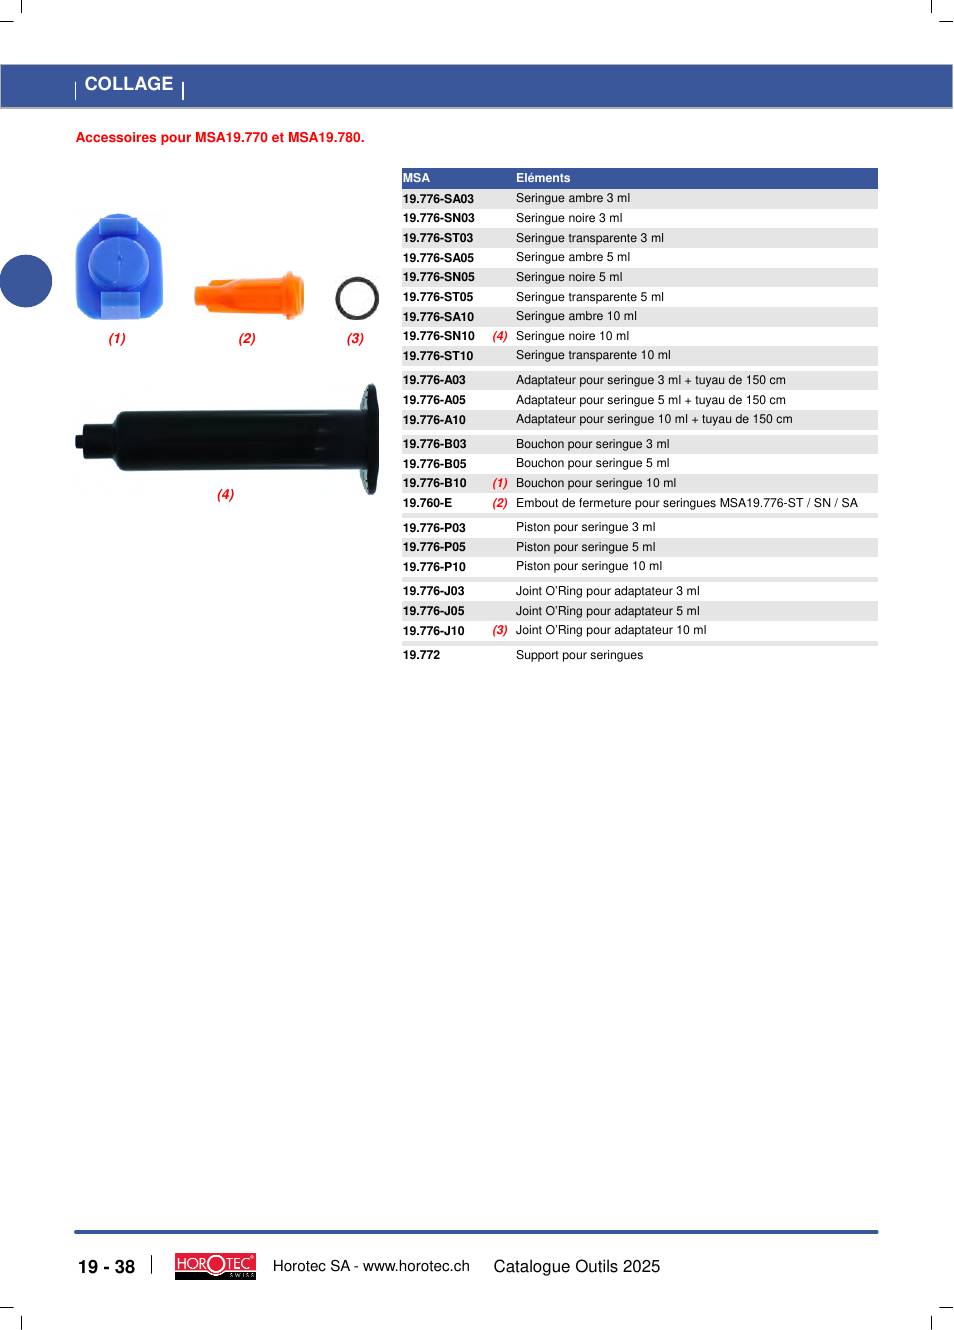 COLLAGE
Accessoires pour MSA19.770 et MSA19.780.
(1) (2) (3)
(4)
MSA Eléments
19.776-SA03 Seringue ambre 3 ml
19.776-SN03 Seringue noire 3 ml
19.776-ST03 Seringue transparente 3 ml
19.776-SA05 Seringue ambre 5 ml
19.776-SN05 Seringue noire 5 ml
19.776-ST05 Seringue transparente 5 ml
19.776-SA10 Seringue ambre 10 ml
19.776-SN10 (4) Seringue noire 10 ml
19.776-ST10 Seringue transparente 10 ml
19.776-A03 Adaptateur pour seringue 3 ml + tuyau de 150 cm
19.776-A05 Adaptateur pour seringue 5 ml + tuyau de 150 cm
19.776-A10 Adaptateur pour seringue 10 ml + tuyau de 150 cm
19.776-B03 Bouchon pour seringue 3 ml
19.776-B05 Bouchon pour seringue 5 ml
19.776-B10 (1) Bouchon pour seringue 10 ml
19.760-E (2) Embout de fermeture pour seringues MSA19.776-ST / SN / SA
19.776-P03 Piston pour seringue 3 ml
19.776-P05 Piston pour seringue 5 ml
19.776-P10 Piston pour seringue 10 ml
19.776-J03 Joint O’Ring pour adaptateur 3 ml
19.776-J05 Joint O’Ring pour adaptateur 5 ml
19.776-J10 (3) Joint O’Ring pour adaptateur 10 ml
19.772 Support pour seringues
19 - 38 HOROTEC® SWISS Horotec SA - www.horotec.ch Catalogue Outils 2025